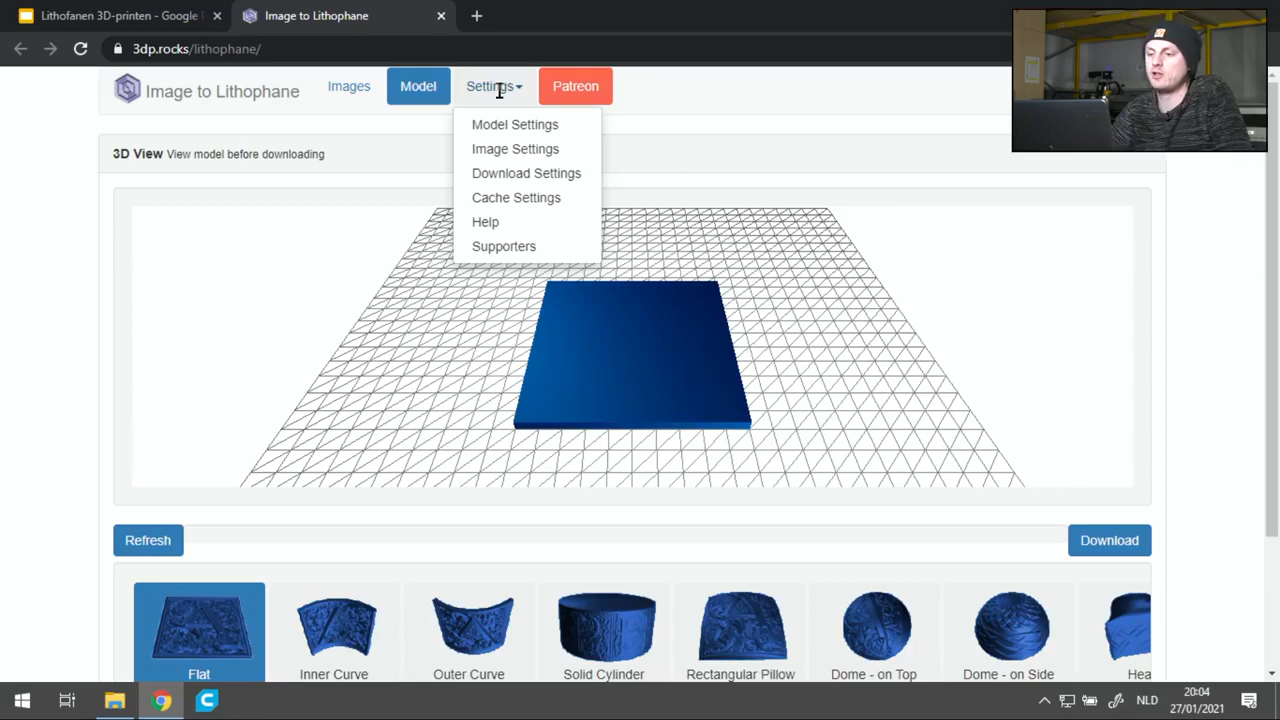 Lithofanen 3D-printen - Google
Image to Lithophane
3dp.rocks/lithophane/
Image to Lithophane
Images
Model
Settings
Patreon
Model Settings
Image Settings
Download Settings
Cache Settings
Help
Supporters
3D View View model before downloading
Refresh
Download
Flat
Inner Curve
Outer Curve
Solid Cylinder
Rectangular Pillow
Dome - on Top
Dome - on Side
Hea
NLD
20:04
27/01/2021